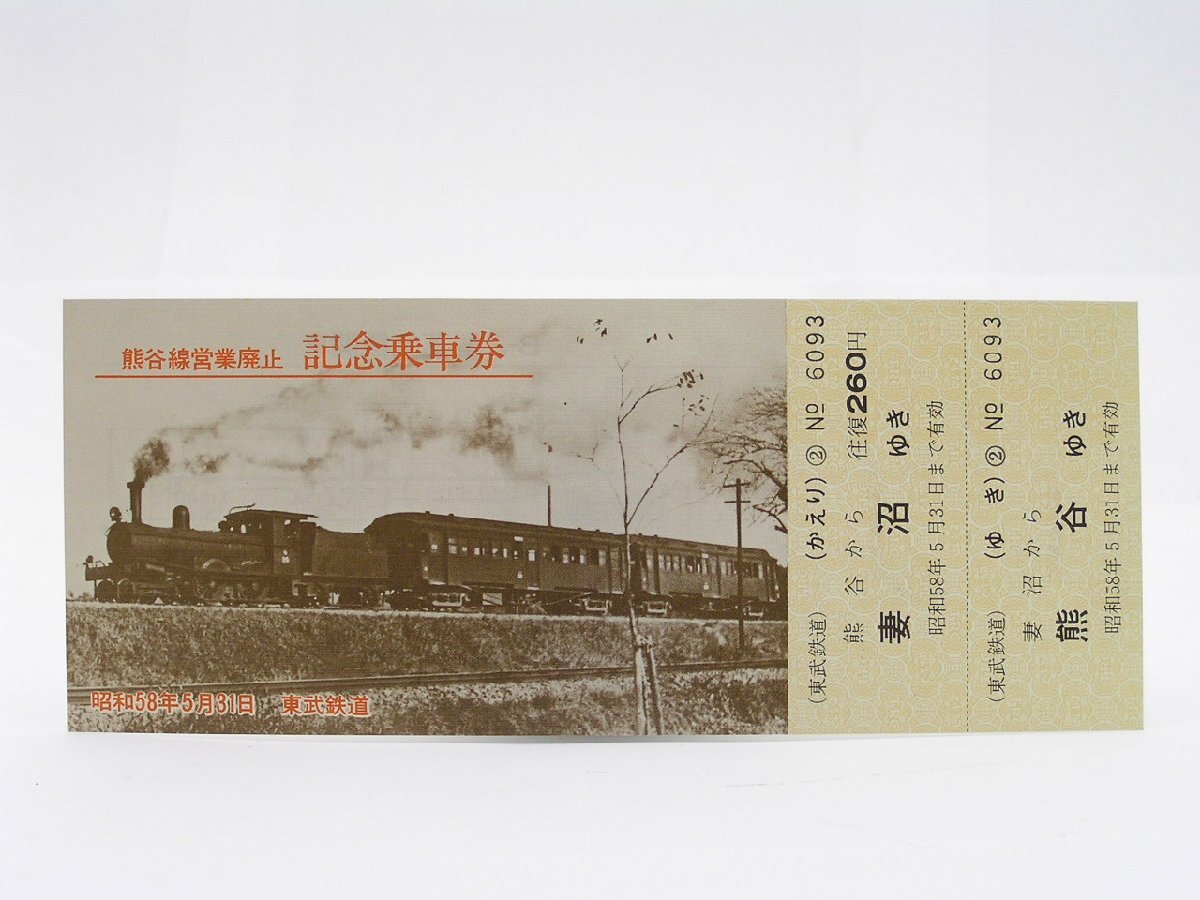 熊谷線営業廃止 記念乗車券
昭和58年5月31日 東武鉄道
(東武鉄道) (かえり) ② No 6093
熊谷から 往復260円
妻沼ゆき
昭和58年5月31日まで有効
(東武鉄道) (ゆき) ② No 6093
妻沼から
熊谷ゆき
昭和58年5月31日まで有効